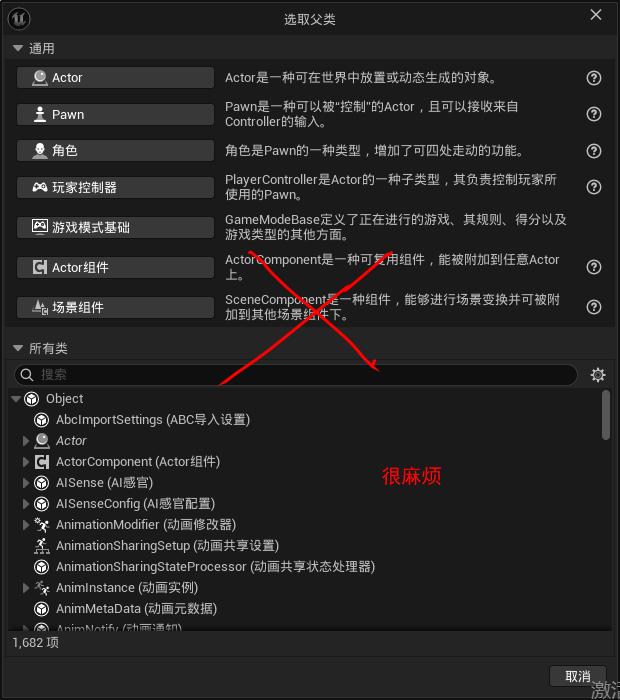 选取父类
通用
Actor
Actor是一种可在世界中放置或动态生成的对象。
Pawn
Pawn是一种可以被“控制”的Actor，且可以接收来自
Controller的输入。
角色
角色是Pawn的一种类型，增加了可四处走动的功能。
玩家控制器
PlayerController是Actor的一种子类型，其负责控制玩家所
使用的Pawn。
游戏模式基础
GameModeBase定义了正在进行的游戏、其规则、得分以及
游戏类型的其他方面。
Actor组件
ActorComponent是一种可复用组件，能被附加到任意Actor
上。
场景组件
SceneComponent是一种组件，能够进行场景变换并可被附
加到其他场景组件下。
所有类
搜索
Object
AbcImportSettings (ABC导入设置)
Actor
ActorComponent (Actor组件)
AISense (AI感官)
很麻烦
AISenseConfig (AI感官配置)
AnimationModifier (动画修改器)
AnimationSharingSetup (动画共享设置)
AnimationSharingStateProcessor (动画共享状态处理器)
AnimInstance (动画实例)
AnimMetaData (动画元数据)
AnimNotify (动画通知)
1,682 项
取消
激活